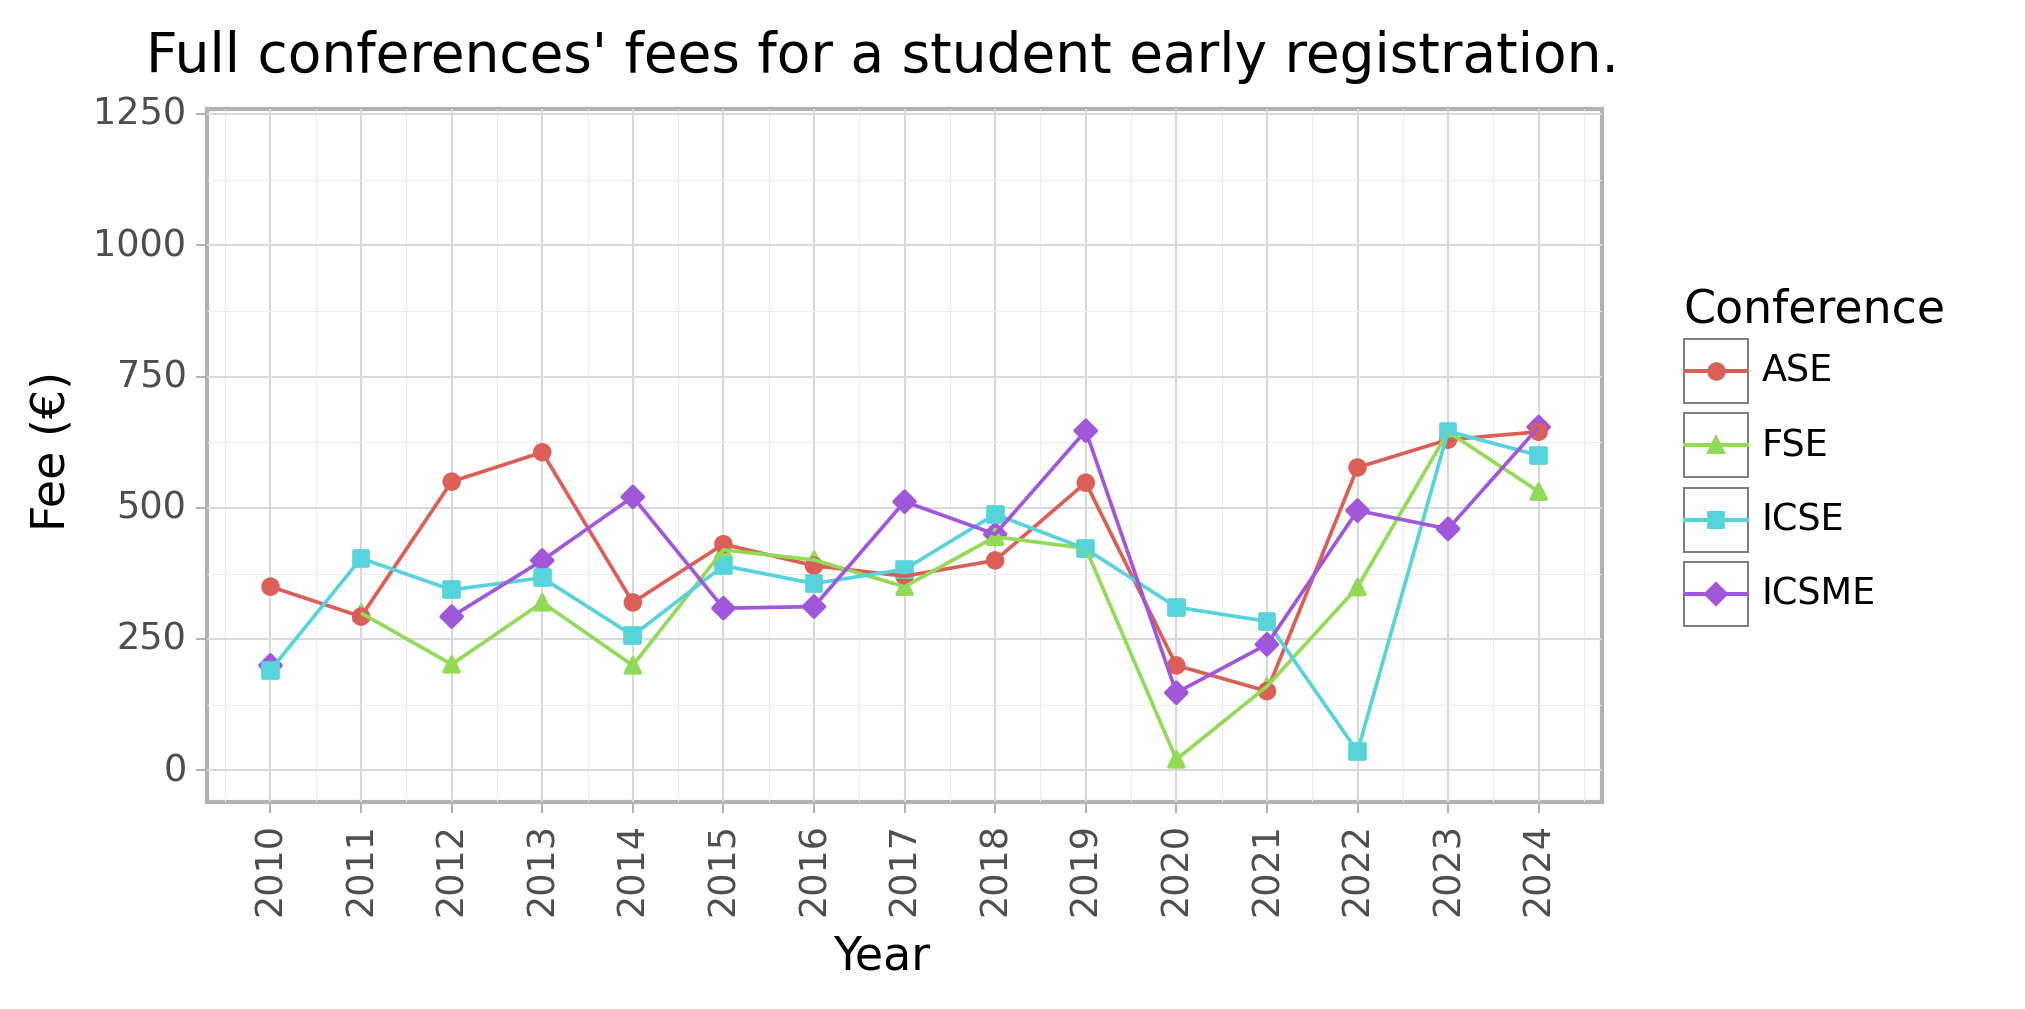 Full conferences' fees for a student early registration.
1250
1000
750
500
250
0
Fee (€)
2010
2011
2012
2013
2014
2015
2016
2017
2018
2019
2020
2021
2022
2023
2024
Year
Conference
ASE
FSE
ICSE
ICSME